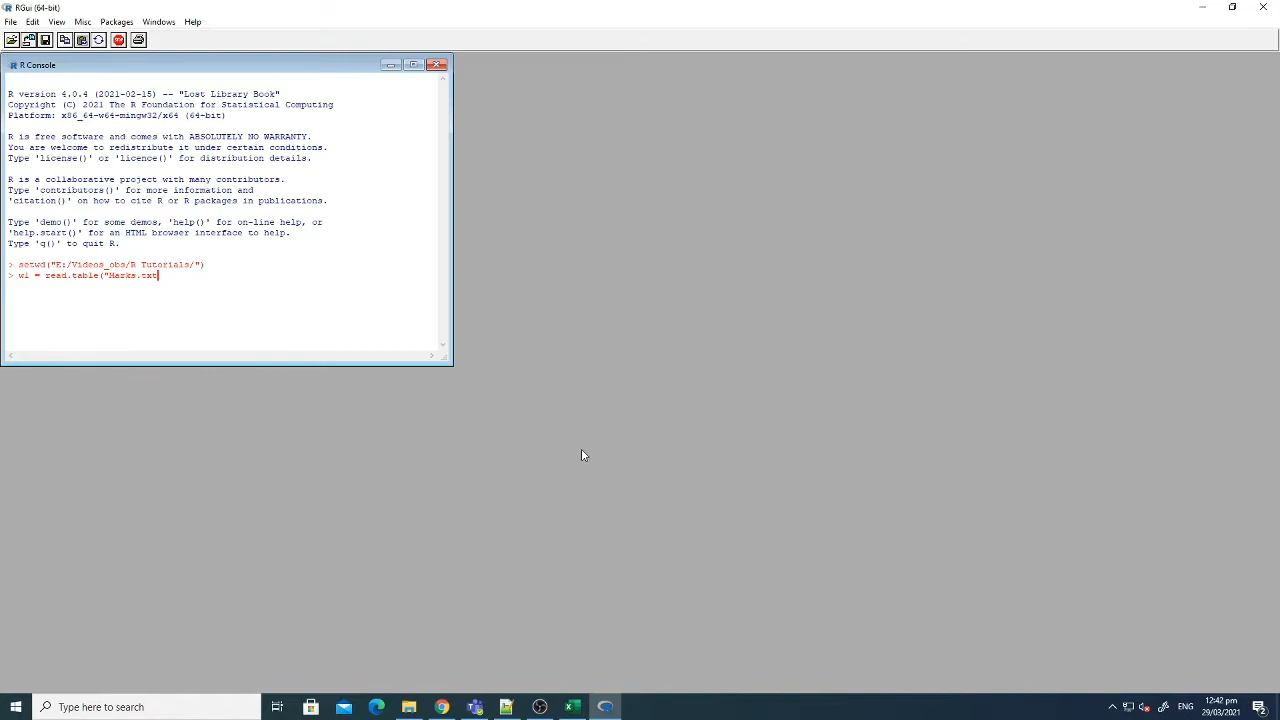 RGui (64-bit)
File Edit View Misc Packages Windows Help
STOP
R Console
R version 4.0.4 (2021-02-15) -- "Lost Library Book"
Copyright (C) 2021 The R Foundation for Statistical Computing
Platform: x86_64-w64-mingw32/x64 (64-bit)
R is free software and comes with ABSOLUTELY NO WARRANTY.
You are welcome to redistribute it under certain conditions.
Type 'license()' or 'licence()' for distribution details.
R is a collaborative project with many contributors.
Type 'contributors()' for more information and
'citation()' on how to cite R or R packages in publications.
Type 'demo()' for some demos, 'help()' for on-line help, or
'help.start()' for an HTML browser interface to help.
Type 'q()' to quit R.
> setwd("E:/Videos_obs/R Tutorials/")
> w1 = read.table("Marks.txt
Type here to search
ENG
12:42 pm
29/03/2021
2